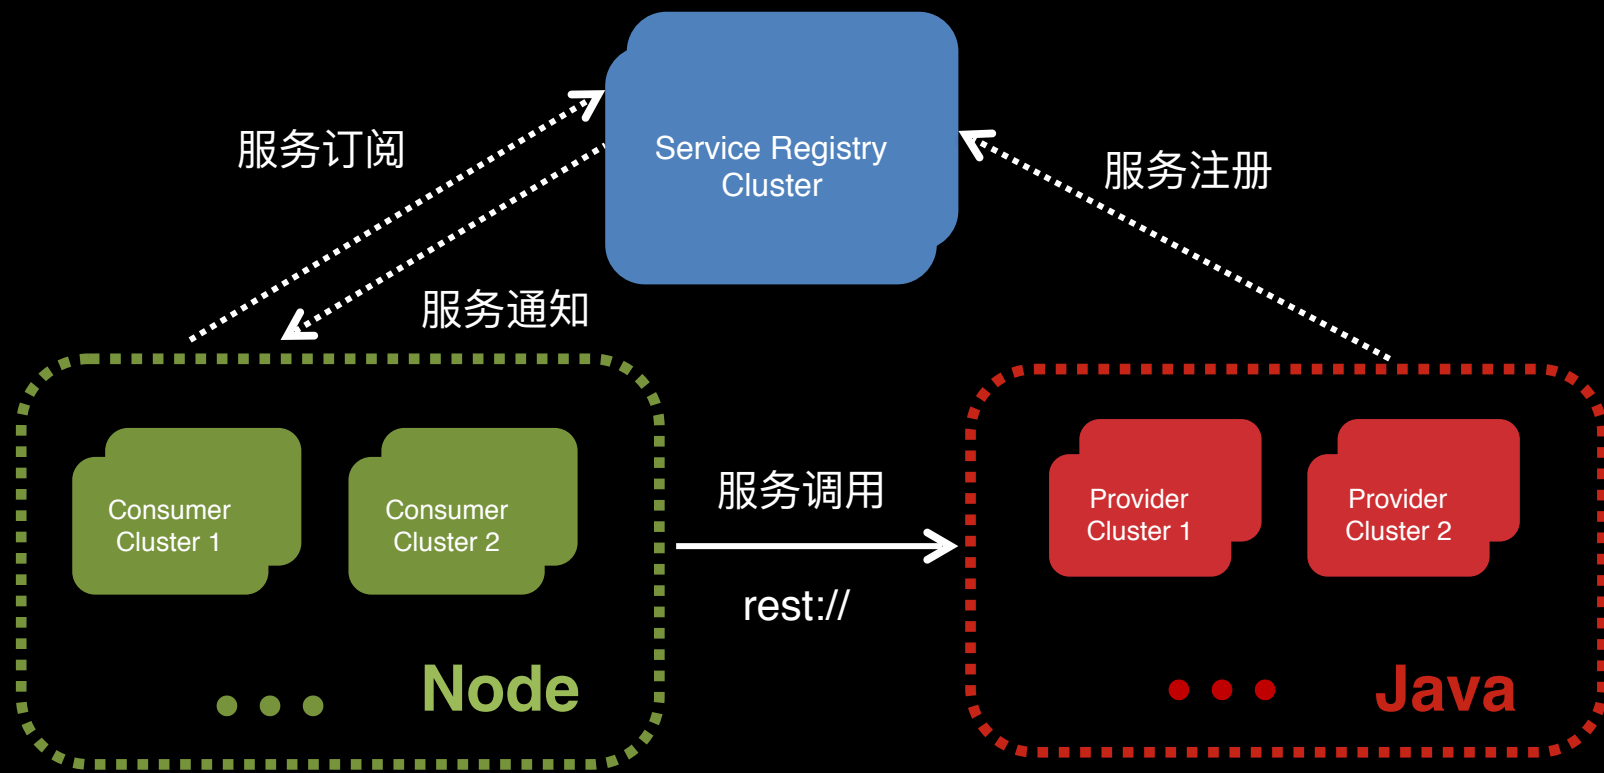 服务订阅
Service Registry
Cluster
服务注册
服务通知
Consumer
Cluster 1
Consumer
Cluster 2
服务调用
rest://
Provider
Cluster 1
Provider
Cluster 2
Node
Java